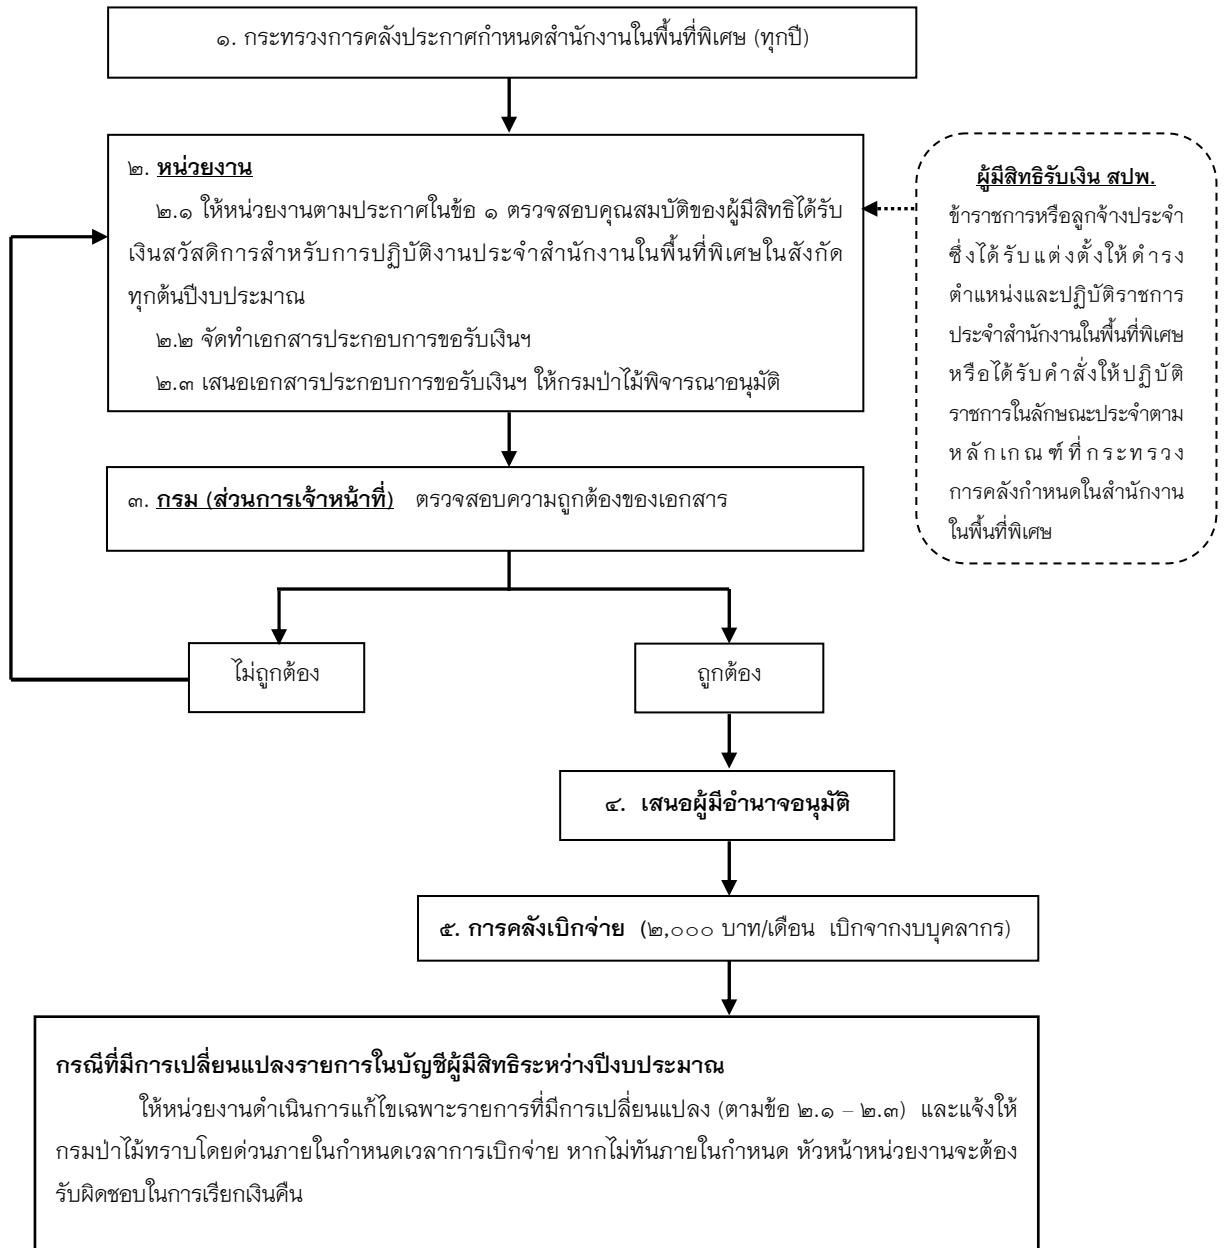 ๑. กระทรวงการคลังประกาศกำหนดสำนักงานในพื้นที่พิเศษ (ทุกปี)
๒. หน่วยงาน
๒.๑ ให้หน่วยงานตามประกาศในข้อ ๑ ตรวจสอบคุณสมบัติของผู้มีสิทธิได้รับ
เงินสวัสดิการสำหรับการปฏิบัติงานประจำสำนักงานในพื้นที่พิเศษในสังกัด
ทุกต้นปีงบประมาณ
๒.๒ จัดทำเอกสารประกอบการขอรับเงินฯ
๒.๓ เสนอเอกสารประกอบการขอรับเงินฯ ให้กรมป่าไม้พิจารณาอนุมัติ
ผู้มีสิทธิรับเงิน สปพ.
ข้าราชการหรือลูกจ้างประจำ
ซึ่งได้รับแต่งตั้งให้ดำรง
ตำแหน่งและปฏิบัติราชการ
ประจำสำนักงานในพื้นที่พิเศษ
หรือได้รับคำสั่งให้ปฏิบัติ
ราชการในลักษณะประจำตาม
หลักเกณฑ์ที่กระทรวง
การคลังกำหนดในสำนักงาน
ในพื้นที่พิเศษ
๓. กรม (ส่วนการเจ้าหน้าที่) ตรวจสอบความถูกต้องของเอกสาร
ไม่ถูกต้อง
ถูกต้อง
๔. เสนอผู้มีอำนาจอนุมัติ
๕. การคลังเบิกจ่าย (๒,๐๐๐ บาท/เดือน เบิกจากงบบุคลากร)
กรณีที่มีการเปลี่ยนแปลงรายการในบัญชีผู้มีสิทธิระหว่างปีงบประมาณ
ให้หน่วยงานดำเนินการแก้ไขเฉพาะรายการที่มีการเปลี่ยนแปลง (ตามข้อ ๒.๑ – ๒.๓) และแจ้งให้
กรมป่าไม้ทราบโดยด่วนภายในกำหนดเวลาการเบิกจ่าย หากไม่ทันภายในกำหนด หัวหน้าหน่วยงานจะต้อง
รับผิดชอบในการเรียกเงินคืน